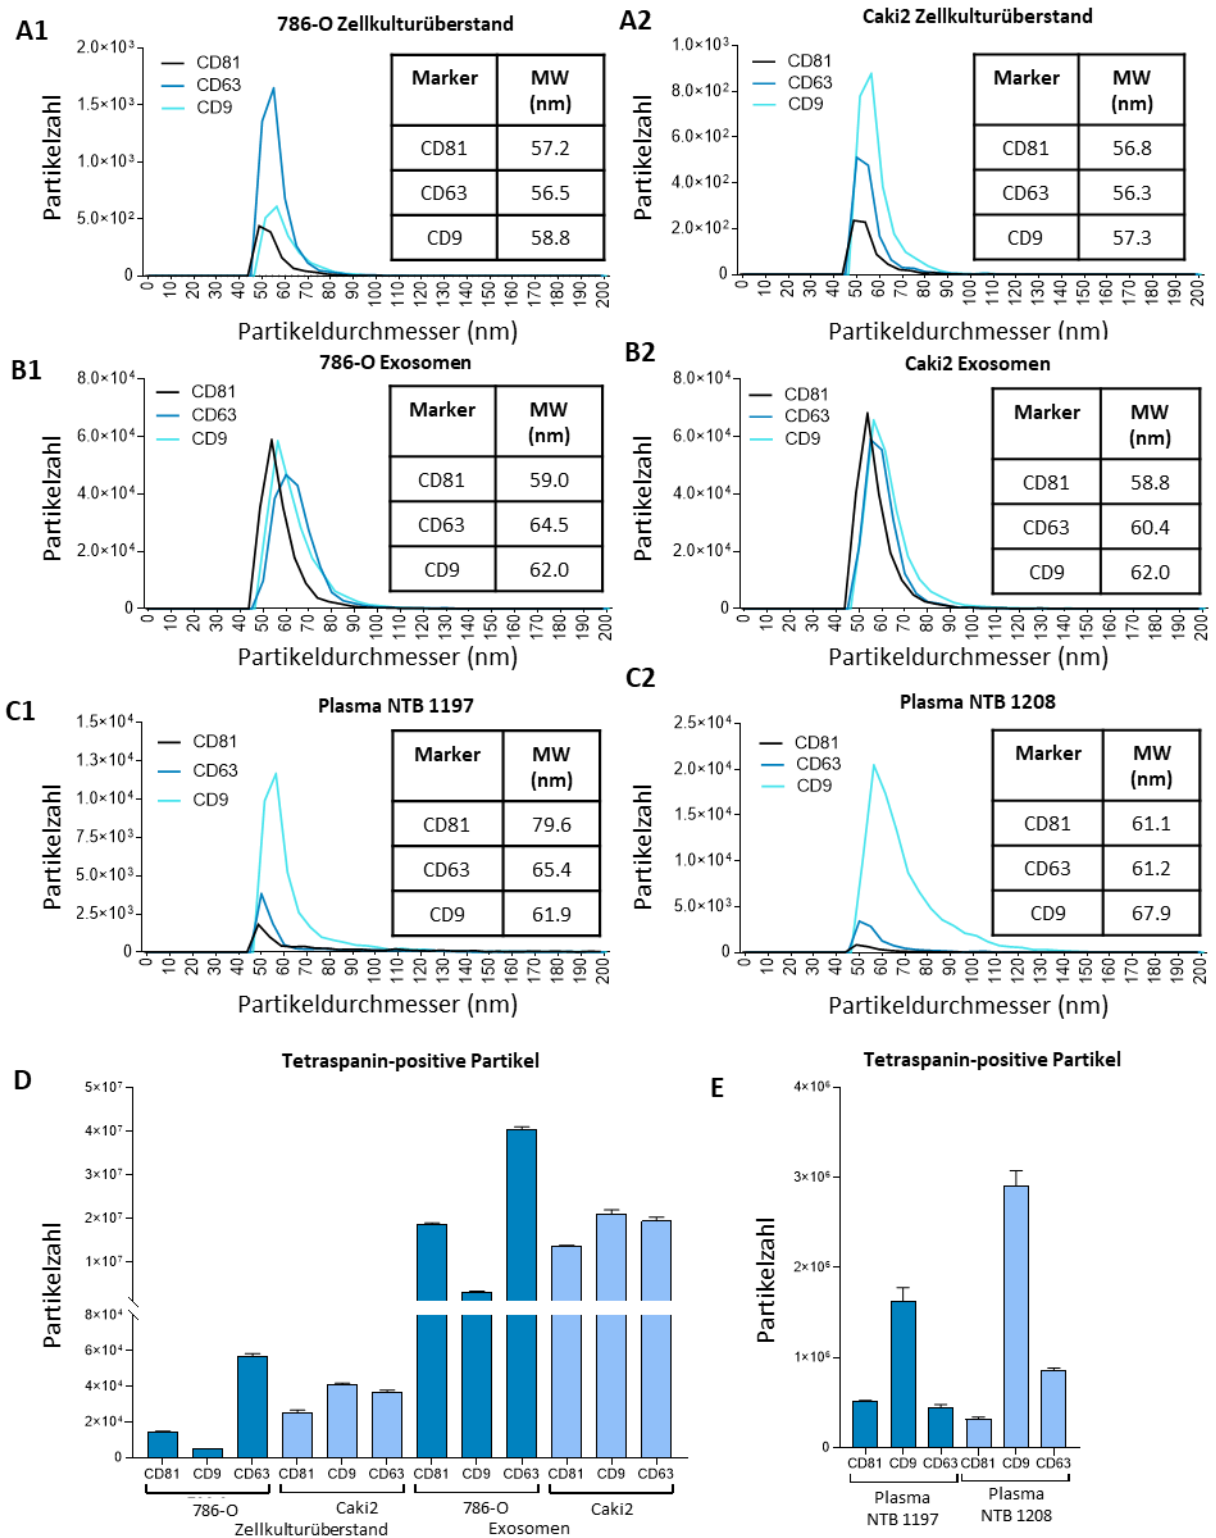 A1
786-O Zellkulturüberstand
2.0×10³
1.5×10³
1.0×10³
5.0×10²
0
Partikelzahl
CD81
CD63
CD9
Marker MW (nm)
CD81 57.2
CD63 56.5
CD9 58.8
0 10 20 30 40 50 60 70 80 90 100 110 120 130 140 150 160 170 180 190 200
Partikeldurchmesser (nm)
A2
Caki2 Zellkulturüberstand
1.0×10³
8.0×10²
6.0×10²
4.0×10²
2.0×10²
0
Partikelzahl
CD81
CD63
CD9
Marker MW (nm)
CD81 56.8
CD63 56.3
CD9 57.3
0 10 20 30 40 50 60 70 80 90 100 110 120 130 140 150 160 170 180 190 200
Partikeldurchmesser (nm)
B1
786-O Exosomen
8.0×10⁴
6.0×10⁴
4.0×10⁴
2.0×10⁴
0
Partikelzahl
CD81
CD63
CD9
Marker MW (nm)
CD81 59.0
CD63 64.5
CD9 62.0
0 10 20 30 40 50 60 70 80 90 100 110 120 130 140 150 160 170 180 190 200
Partikeldurchmesser (nm)
B2
Caki2 Exosomen
8.0×10⁴
6.0×10⁴
4.0×10⁴
2.0×10⁴
0
Partikelzahl
CD81
CD63
CD9
Marker MW (nm)
CD81 58.8
CD63 60.4
CD9 62.0
0 10 20 30 40 50 60 70 80 90 100 110 120 130 140 150 160 170 180 190 200
Partikeldurchmesser (nm)
C1
Plasma NTB 1197
1.5×10⁴
1.3×10⁴
1.0×10⁴
7.5×10³
5.0×10³
2.5×10³
0
Partikelzahl
CD81
CD63
CD9
Marker MW (nm)
CD81 79.6
CD63 65.4
CD9 61.9
0 10 20 30 40 50 60 70 80 90 100 110 120 130 140 150 160 170 180 190 200
Partikeldurchmesser (nm)
C2
Plasma NTB 1208
2.5×10⁴
2.0×10⁴
1.5×10⁴
1.0×10⁴
5.0×10³
0
Partikelzahl
CD81
CD63
CD9
Marker MW (nm)
CD81 61.1
CD63 61.2
CD9 67.9
0 10 20 30 40 50 60 70 80 90 100 110 120 130 140 150 160 170 180 190 200
Partikeldurchmesser (nm)
D
Tetraspanin-positive Partikel
5×10⁷
4×10⁷
3×10⁷
2×10⁷
1×10⁷
8×10⁴
6×10⁴
4×10⁴
2×10⁴
0
Partikelzahl
CD81 CD9 CD63 CD81 CD9 CD63 CD81 CD9 CD63 CD81 CD9 CD63
786-O Caki2 786-O Caki2
Zellkulturüberstand Exosomen
E
Tetraspanin-positive Partikel
4×10⁶
3×10⁶
2×10⁶
1×10⁶
0
Partikelzahl
CD81 CD9 CD63 CD81 CD9 CD63
Plasma Plasma
NTB 1197 NTB 1208